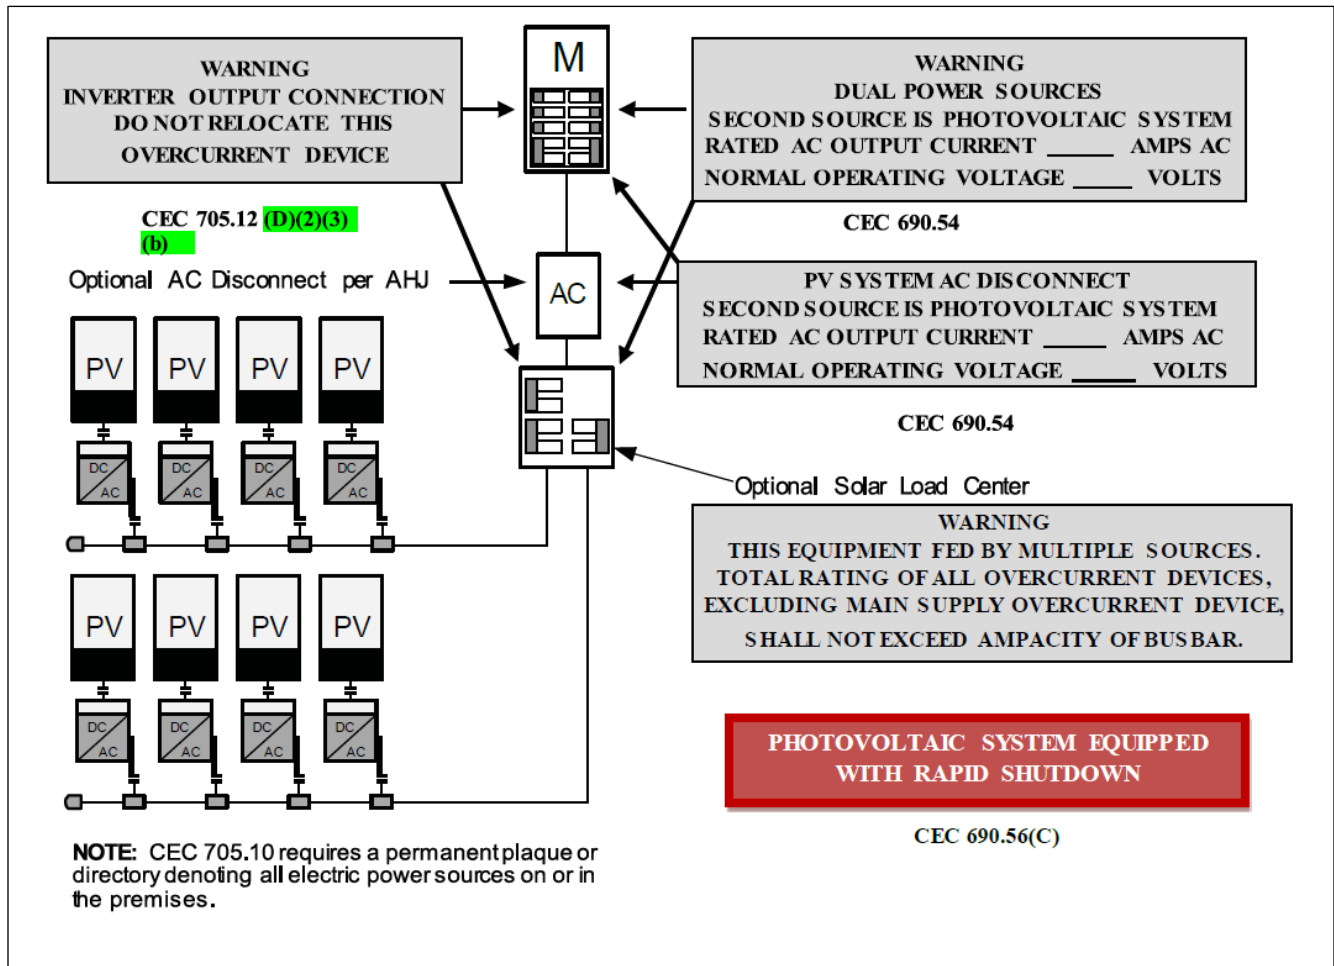 WARNING
INVERTER OUTPUT CONNECTION
DO NOT RELOCATE THIS
OVERCURRENT DEVICE
CEC 705.12 (D)(2)(3)
(b)
M
WARNING
DUAL POWER SOURCES
SECOND SOURCE IS PHOTOVOLTAIC SYSTEM
RATED AC OUTPUT CURRENT ______ AMPS AC
NORMAL OPERATING VOLTAGE ______ VOLTS
CEC 690.54
Optional AC Disconnect per AHJ
AC
PV SYSTEM AC DISCONNECT
SECOND SOURCE IS PHOTOVOLTAIC SYSTEM
RATED AC OUTPUT CURRENT ______ AMPS AC
NORMAL OPERATING VOLTAGE ______ VOLTS
CEC 690.54
PV PV PV PV
DC DC DC DC
AC AC AC AC
Optional Solar Load Center
WARNING
THIS EQUIPMENT FED BY MULTIPLE SOURCES.
TOTAL RATING OF ALL OVERCURRENT DEVICES,
EXCLUDING MAIN SUPPLY OVERCURRENT DEVICE,
SHALL NOT EXCEED AMPACITY OF BUSBAR.
PV PV PV PV
DC DC DC DC
AC AC AC AC
PHOTOVOLTAIC SYSTEM EQUIPPED
WITH RAPID SHUTDOWN
CEC 690.56(C)
NOTE: CEC 705.10 requires a permanent plaque or
directory denoting all electric power sources on or in
the premises.